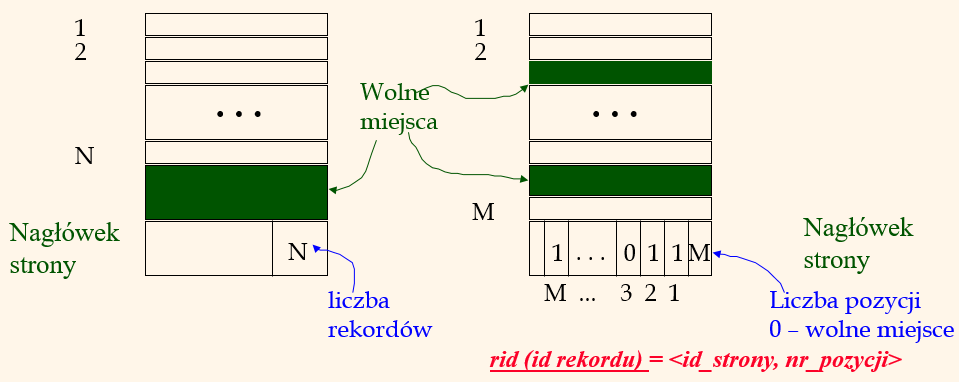 1
2
N
Wolne
miejsca
Nagłówek
strony
N
liczba
rekordów
1
2
M
1 ... 0 1 1 M
M ... 3 2 1
Nagłówek
strony
Liczba pozycji
0 – wolne miejsce
rid (id rekordu) = <id_strony, nr_pozycji>